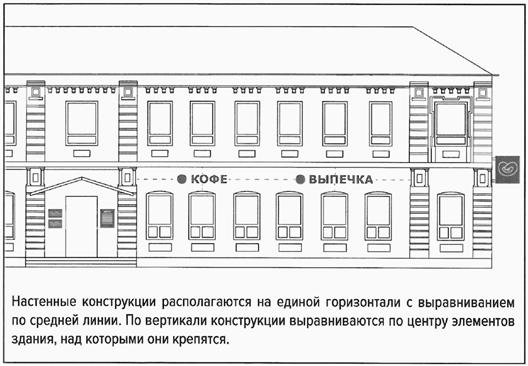 КОФЕ ВЫПЕЧКА
Настенные конструкции располагаются на единой горизонтали с выравниванием
по средней линии. По вертикали конструкции выравниваются по центру элементов
здания, над которыми они крепятся.